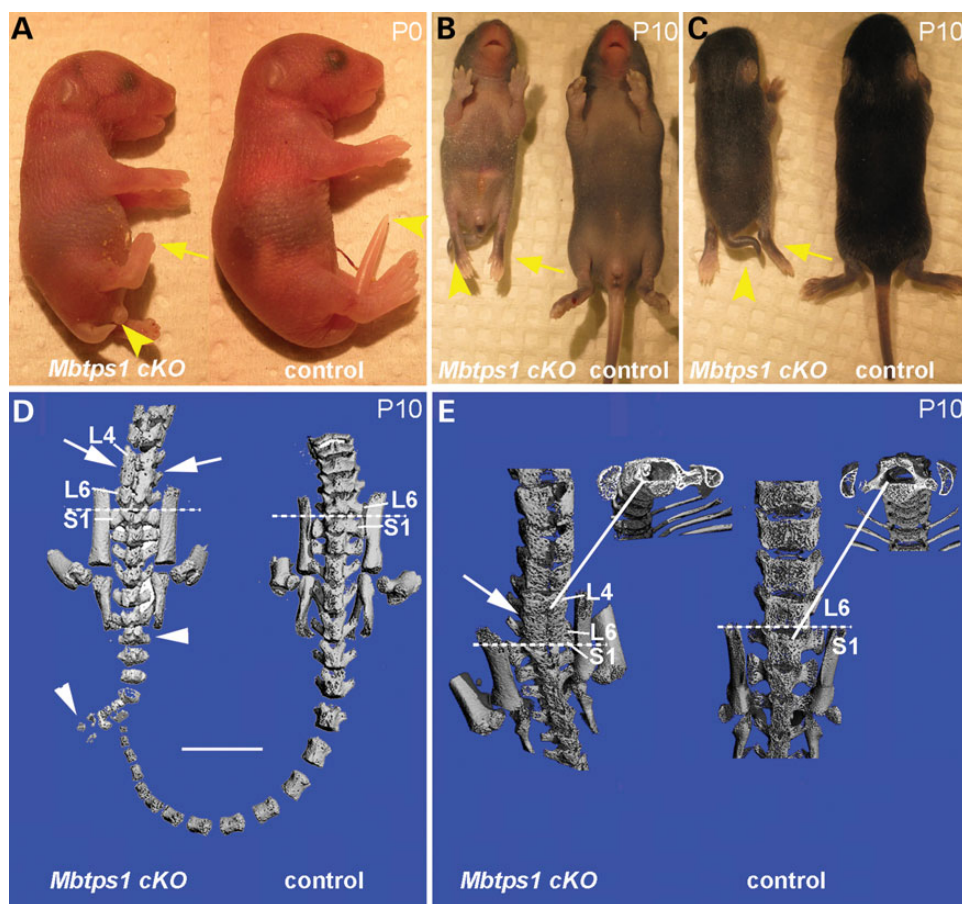 A
P0
Mbtps1 cKO
control
B
P10
Mbtps1 cKO
control
C
P10
Mbtps1 cKO
control
D
P10
L4
L6
S1
L6
S1
Mbtps1 cKO
control
E
P10
L4
L6
S1
L6
S1
Mbtps1 cKO
control